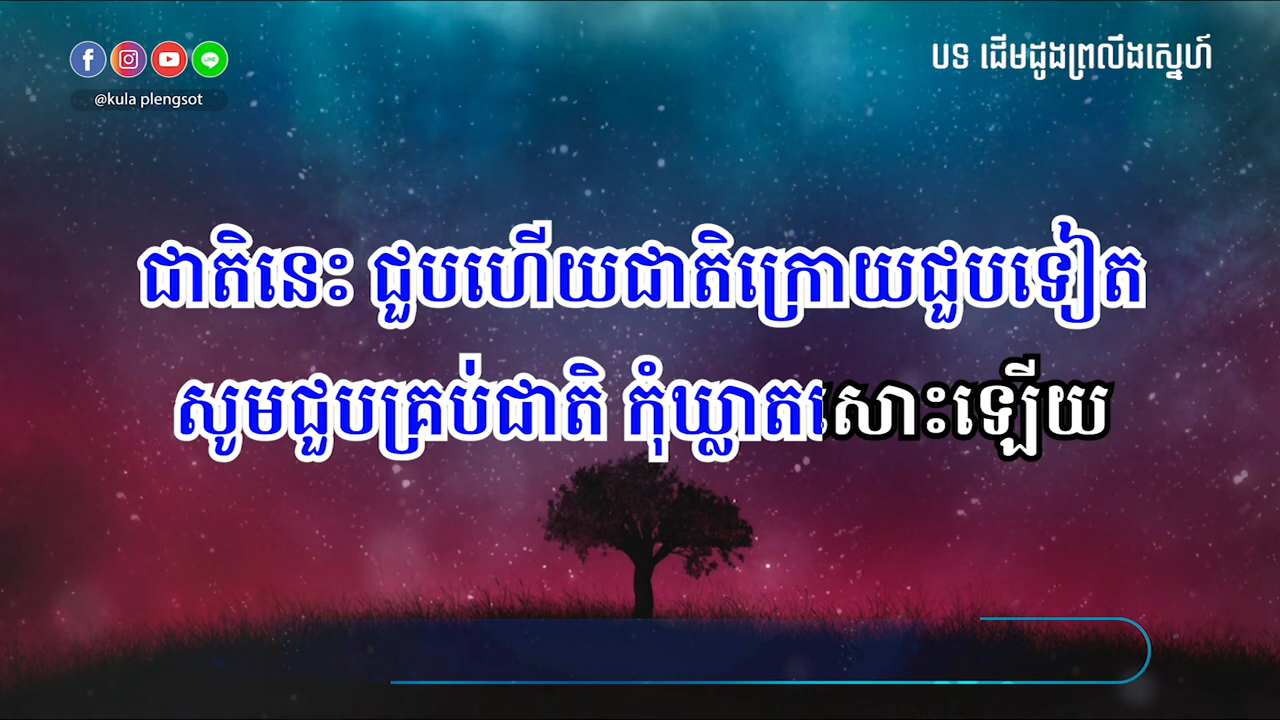 បទ ដើមដូងព្រលឹងស្នេហ៍
@kula plengsot
ជាតិនេះ ជួបហើយជាតិក្រោយជួបទៀត
សូមជួបគ្រប់ជាតិ កុំឃ្លាតសោះឡើយ